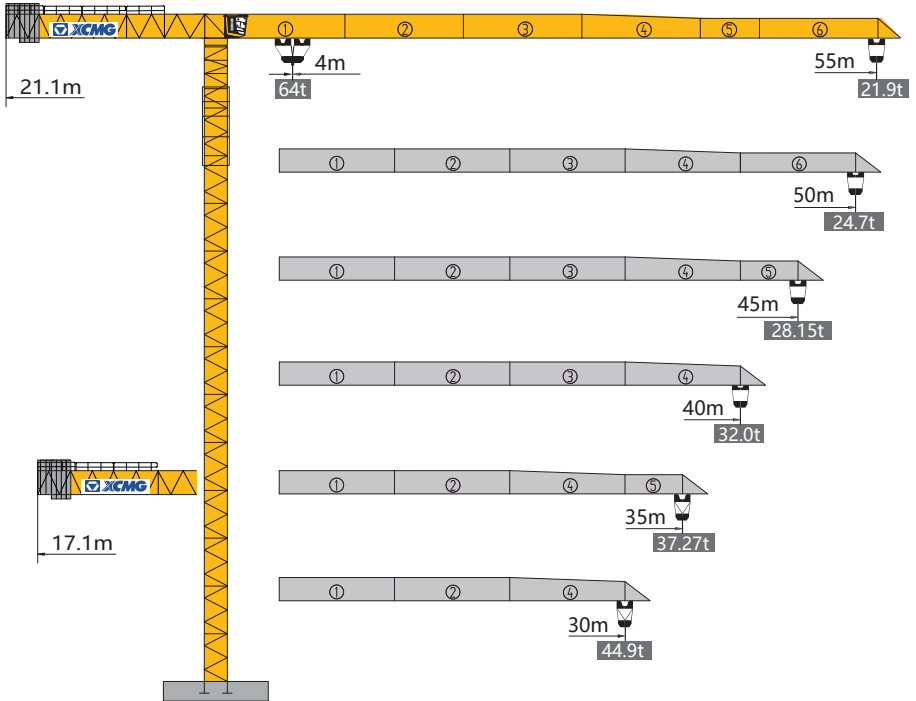 XCMG
① ② ③ ④ ⑤ ⑥
4m
55m
21.1m
64t
21.9t
① ② ③ ④ ⑥
50m
24.7t
① ② ③ ④ ⑤
45m
28.15t
① ② ③ ④
40m
32.0t
XCMG
① ② ④ ⑤
35m
17.1m
37.27t
① ② ④
30m
44.9t